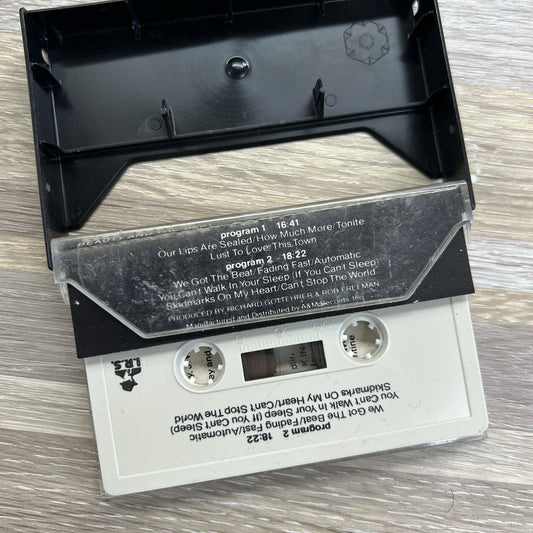 program 1 16:41
Our Lips Are Sealed/How Much More/Tonite
Lust To Love/This Town
program 2 - 18:22
We Got The Beat/Fading Fast/Automatic
You Can't Walk In Your Sleep (If You Can't Sleep)
Skidmarks On My Heart/Can't Stop The World
PRODUCED BY RICHARD GOTTEHRER & ROB FREEMAN
Manufactured and Distributed by A&M Records, Inc.
I.R.S.
program 2 18:22
We Got The Beat/Fading Fast/Automatic
You Can't Walk In Your Sleep (If You Can't Sleep)
Skidmarks On My Heart/Can't Stop The World